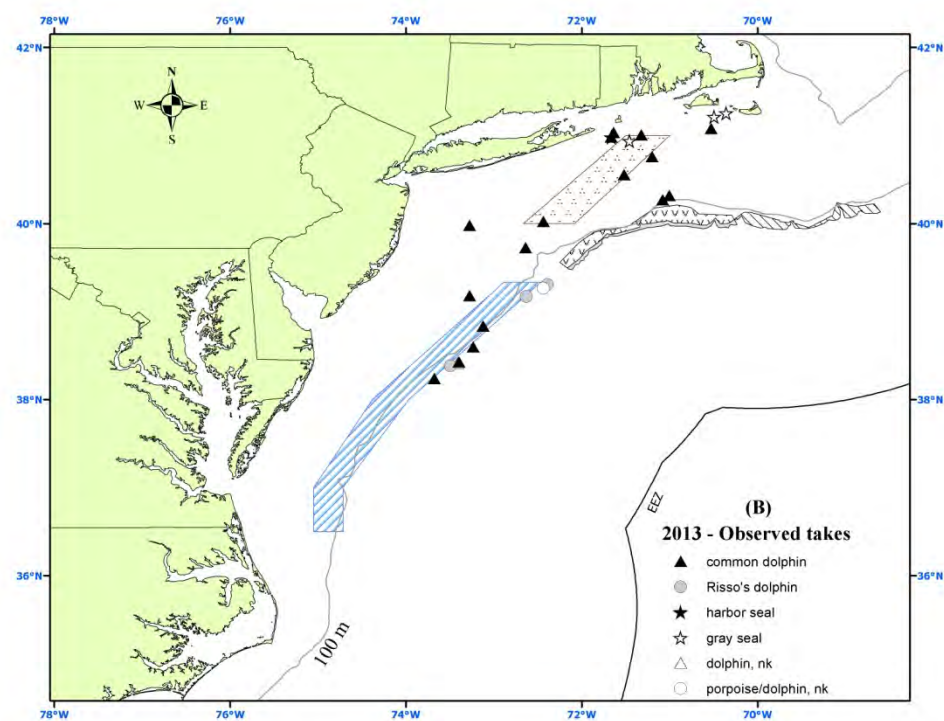 78°W 76°W 74°W 72°W 70°W
42°N 42°N
N
W E
S
40°N 40°N
38°N 38°N
EEZ
(B)
2013 - Observed takes
common dolphin
36°N 36°N
Risso's dolphin
harbor seal
gray seal
100 m
dolphin, nk
porpoise/dolphin, nk
78°W 76°W 74°W 72°W 70°W